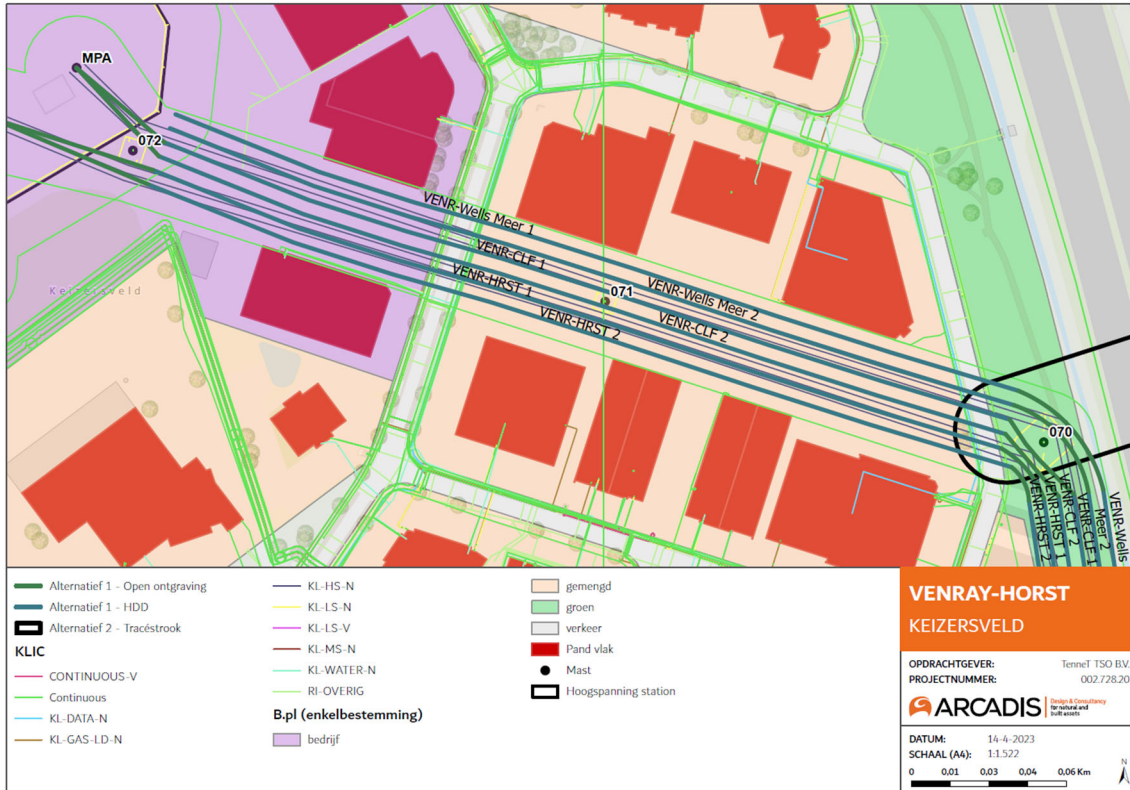 MPA
072
VENR-Wells Meer 1
VENR-CLF 1
VENR-HRST 1
VENR-HRST 2
071
VENR-Wells Meer 2
VENR-CLF 2
Keizersveld
070
VENR-HRST 2
VENR-HRST 1
VENR-CLF 2
VENR-CLF 1
Meer 2
VENR-Wells
Alternatief 1 - Open ontgraving
Alternatief 1 - HDD
Alternatief 2 - Tracéstrook
KLIC
CONTINUOUS-V
Continuous
KL-DATA-N
KL-GAS-LD-N
KL-HS-N
KL-LS-N
KL-LS-V
KL-MS-N
KL-WATER-N
RI-OVERIG
B.pl (enkelbestemming)
bedrijf
gemengd
groen
verkeer
Pand vlak
Mast
Hoogspanning station
VENRAY-HORST
KEIZERSVELD
OPDRACHTGEVER: TenneT TSO B.V.
PROJECTNUMMER: 002.728.20
ARCADIS
Design & Consultancy
for natural and
built assets
DATUM: 14-4-2023
SCHAAL (A4): 1:1.522
0 0,01 0,03 0,04 0,06 Km
N